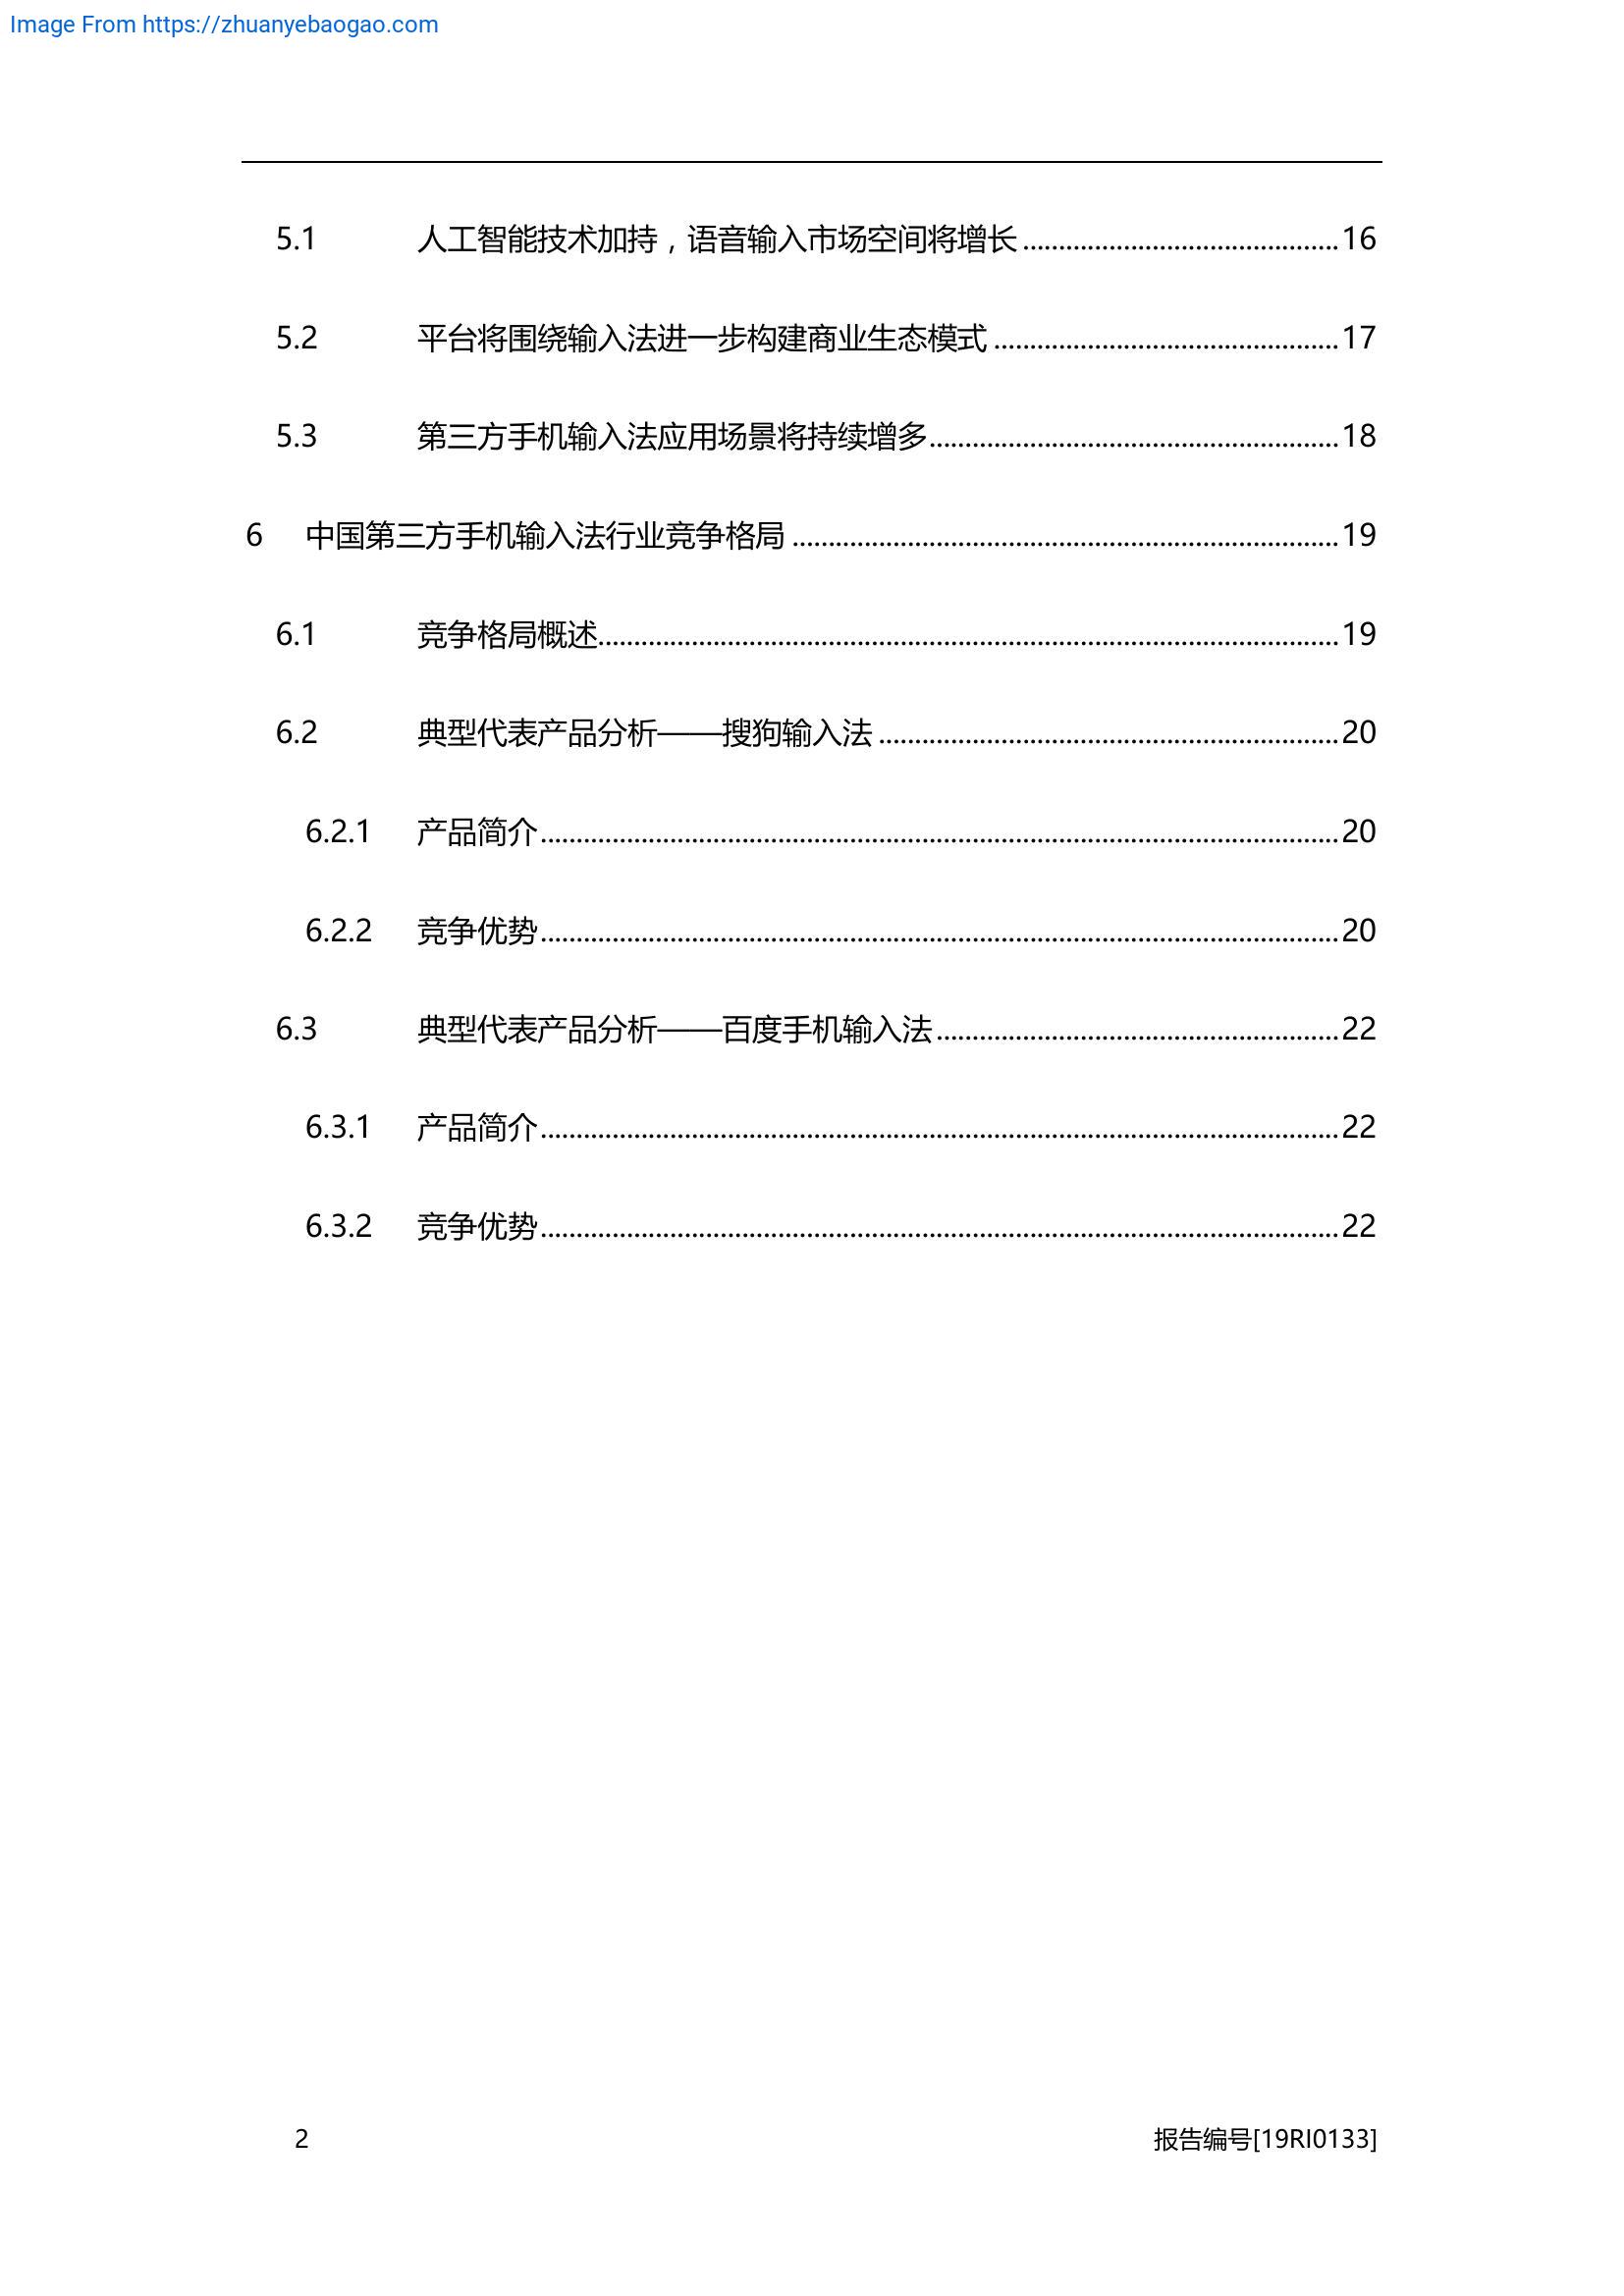 Image From https://zhuanyebaogao.com
5.1 人工智能技术加持，语音输入市场空间将增长 16
5.2 平台将围绕输入法进一步构建商业生态模式 17
5.3 第三方手机输入法应用场景将持续增多 18
6 中国第三方手机输入法行业竞争格局 19
6.1 竞争格局概述 19
6.2 典型代表产品分析——搜狗输入法 20
6.2.1 产品简介 20
6.2.2 竞争优势 20
6.3 典型代表产品分析——百度手机输入法 22
6.3.1 产品简介 22
6.3.2 竞争优势 22
2 报告编号[19RI0133]